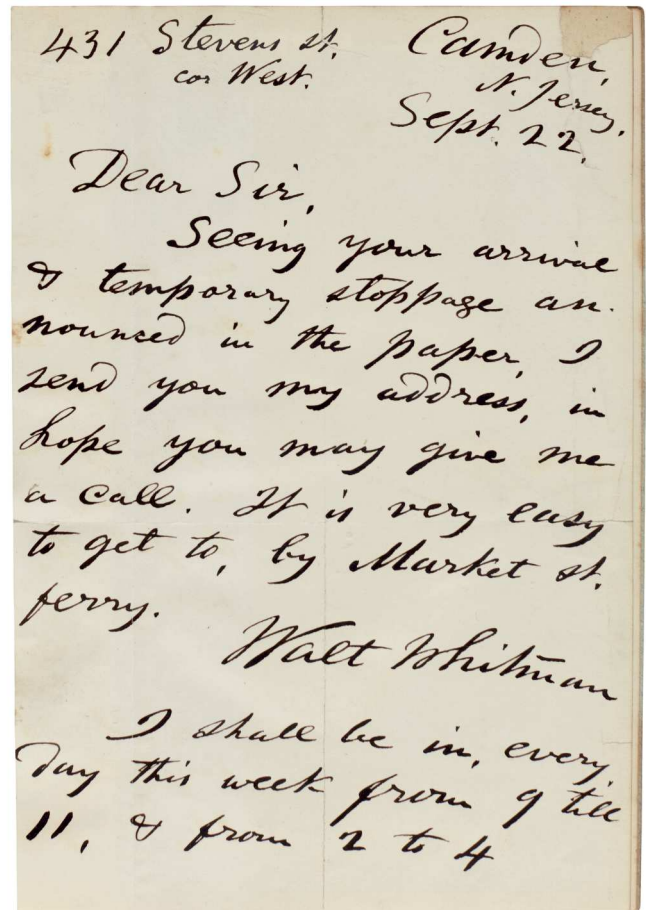 431 Stevens st. Camden,
cor West. N. Jersey.
Sept. 22.
Dear Sir,
Seeing your arrival
& temporary stoppage an-
nounced in the paper, I
send you my address, in
hope you may give me
a call. It is very easy
to get to, by Market st.
ferry.
Walt Whitman
I shall be in, every
day this week from 9 till
11, & from 2 to 4